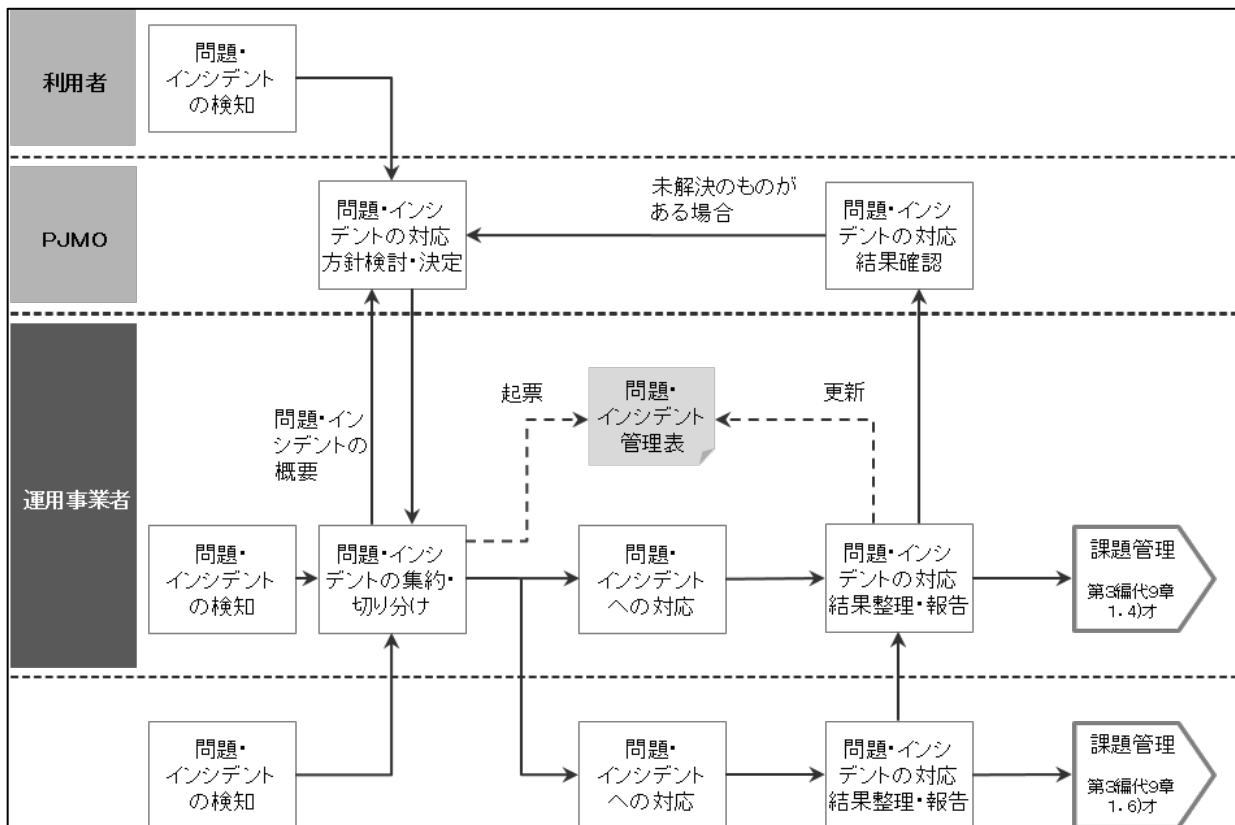 利用者
問題・
インシデント
の検知
PJMO
問題・インシ
デントの対応
方針検討・決定
未解決のものが
ある場合
問題・インシ
デントの対応
結果確認
運用事業者
問題・イン
シデントの
概要
起票
問題・
インシデント
管理表
更新
問題・
インシデント
の検知
問題・インシ
デントの集約・
切り分け
問題・
インシデント
への対応
問題・インシ
デントの対応
結果整理・報告
課題管理
第3編代9章
1．4)オ
問題・
インシデント
の検知
問題・
インシデント
への対応
問題・インシ
デントの対応
結果整理・報告
課題管理
第3編代9章
1．6)オ